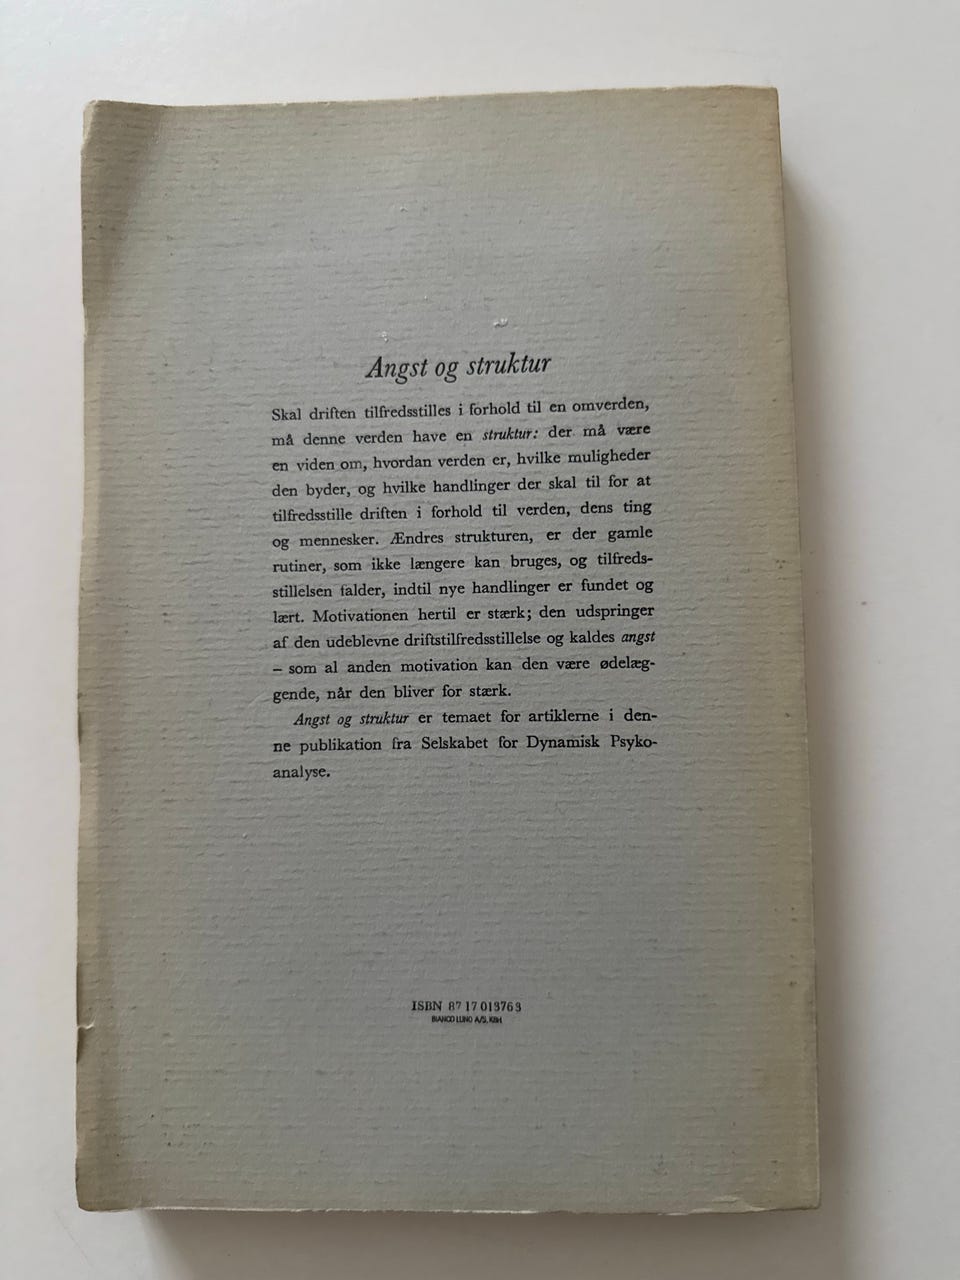 Angst og struktur
Skal driften tilfredsstilles i forhold til en omverden,
må denne verden have en struktur: der må være
en viden om, hvordan verden er, hvilke muligheder
den byder, og hvilke handlinger der skal til for at
tilfredsstille driften i forhold til verden, dens ting
og mennesker. Ændres strukturen, er der gamle
rutiner, som ikke længere kan bruges, og tilfreds-
stillelsen falder, indtil nye handlinger er fundet og
lært. Motivationen hertil er stærk; den udspringer
af den udeblevne driftstilfredsstillelse og kaldes angst
– som al anden motivation kan den være ødelæg-
gende, når den bliver for stærk.
Angst og struktur er temaet for artiklerne i den-
ne publikation fra Selskabet for Dynamisk Psyko-
analyse.
ISBN 87 17 01376 3
BIANCO LUNO A/S, KBH.